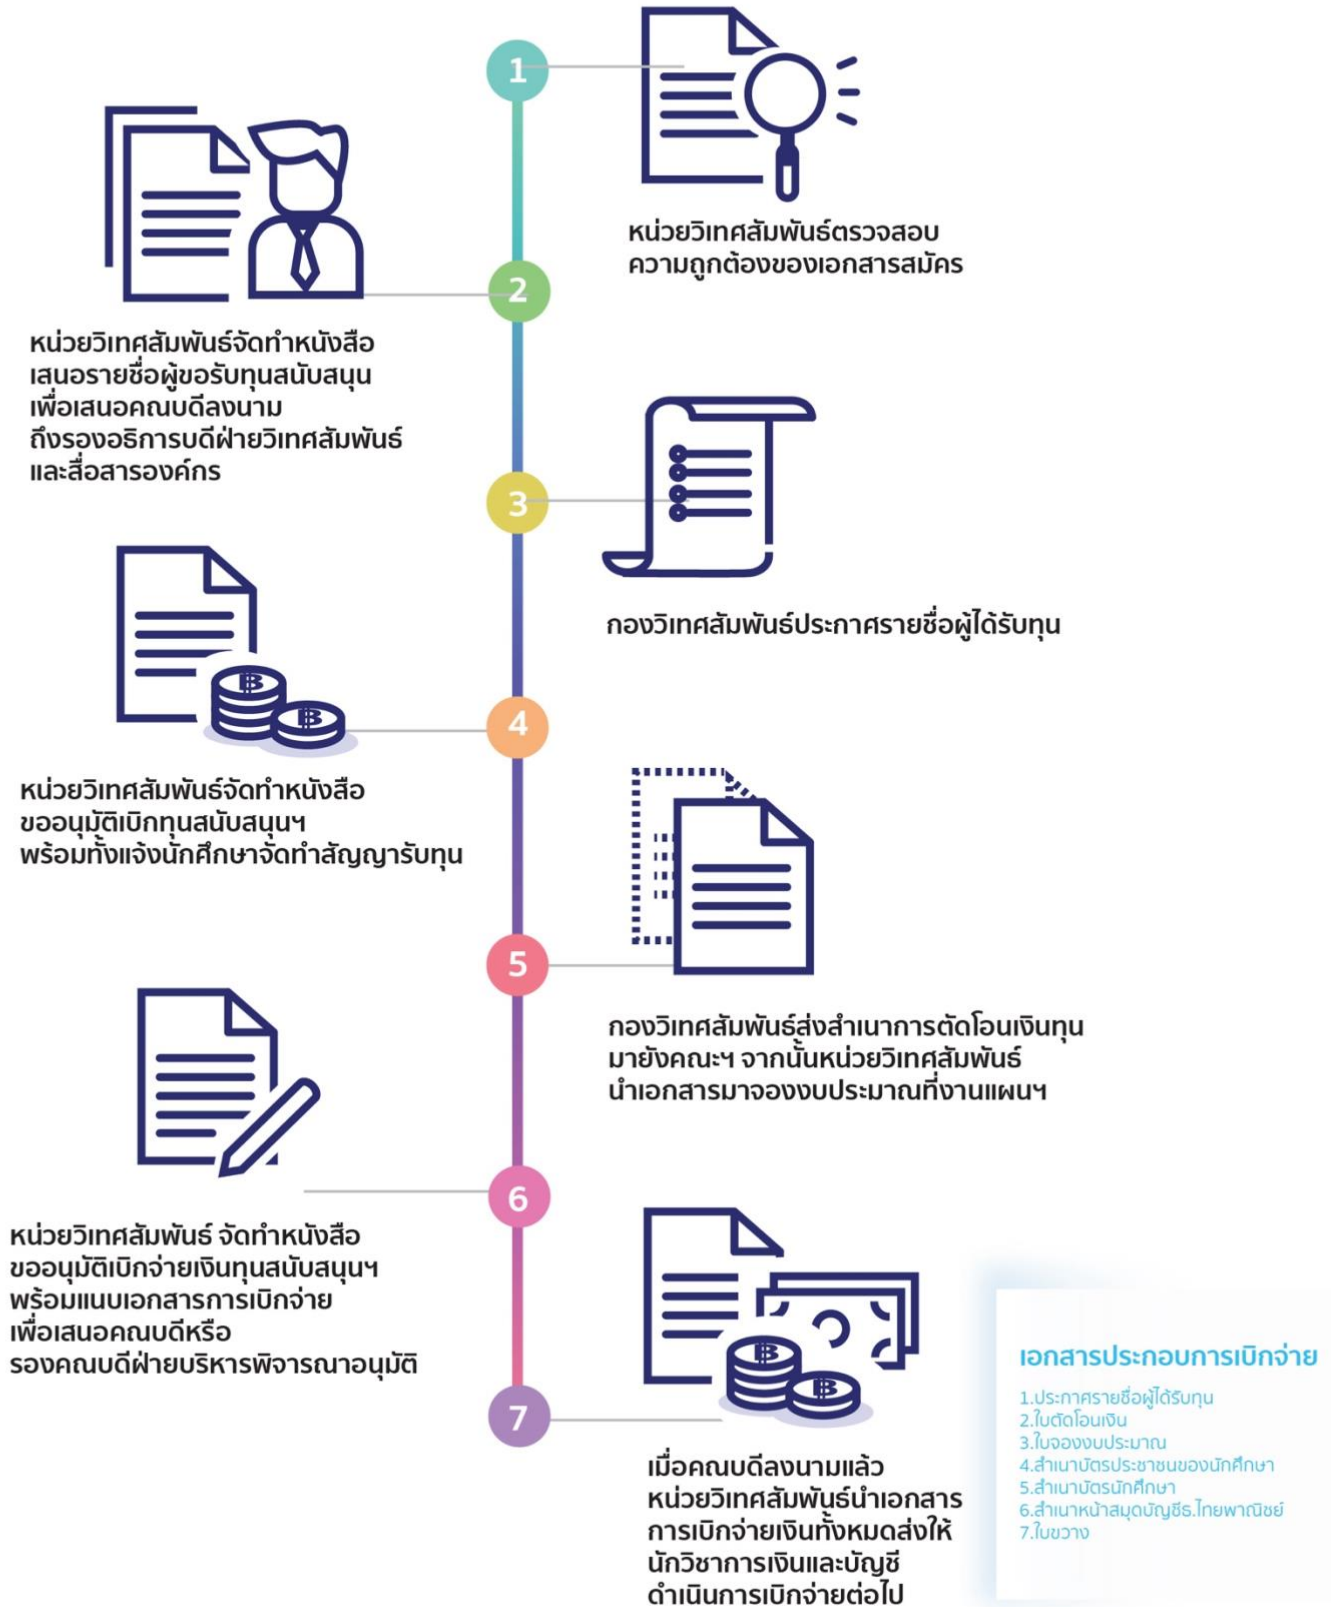 1
หน่วยวิเทศสัมพันธ์ตรวจสอบ
ความถูกต้องของเอกสารสมัคร
2
หน่วยวิเทศสัมพันธ์จัดทำหนังสือ
เสนอรายชื่อผู้ขอรับทุนสนับสนุน
เพื่อเสนอคณบดีลงนาม
ถึงรองอธิการบดีฝ่ายวิเทศสัมพันธ์
และสื่อสารองค์กร
3
กองวิเทศสัมพันธ์ประกาศรายชื่อผู้ได้รับทุน
4
หน่วยวิเทศสัมพันธ์จัดทำหนังสือ
ขออนุมัติเบิกทุนสนับสนุนฯ
พร้อมทั้งแจ้งนักศึกษาจัดทำสัญญารับทุน
5
กองวิเทศสัมพันธ์ส่งสำเนาการตัดโอนเงินทุน
มายังคณะฯ จากนั้นหน่วยวิเทศสัมพันธ์
นำเอกสารมาจองงบประมาณที่งานแผนฯ
6
หน่วยวิเทศสัมพันธ์ จัดทำหนังสือ
ขออนุมัติเบิกจ่ายเงินทุนสนับสนุนฯ
พร้อมแนบเอกสารการเบิกจ่าย
เพื่อเสนอคณบดีหรือ
รองคณบดีฝ่ายบริหารพิจารณาอนุมัติ
7
เมื่อคณบดีลงนามแล้ว
หน่วยวิเทศสัมพันธ์นำเอกสาร
การเบิกจ่ายเงินทั้งหมดส่งให้
นักวิชาการเงินและบัญชี
ดำเนินการเบิกจ่ายต่อไป
เอกสารประกอบการเบิกจ่าย
1.ประกาศรายชื่อผู้ได้รับทุน
2.ใบตัดโอนเงิน
3.ใบจองงบประมาณ
4.สำเนาบัตรประชาชนของนักศึกษา
5.สำเนาบัตรนักศึกษา
6.สำเนาหน้าสมุดบัญชีธ.ไทยพาณิชย์
7.ใบขวาง